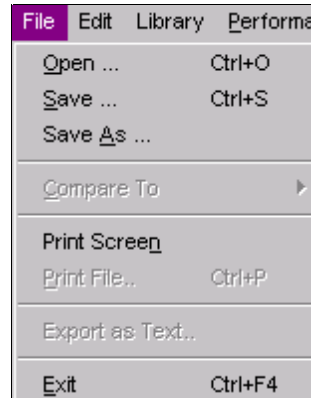 File Edit Library Performa
Open ... Ctrl+O
Save ... Ctrl+S
Save As ...
Compare To
Print Screen
Print File.. Ctrl+P
Export as Text..
Exit Ctrl+F4